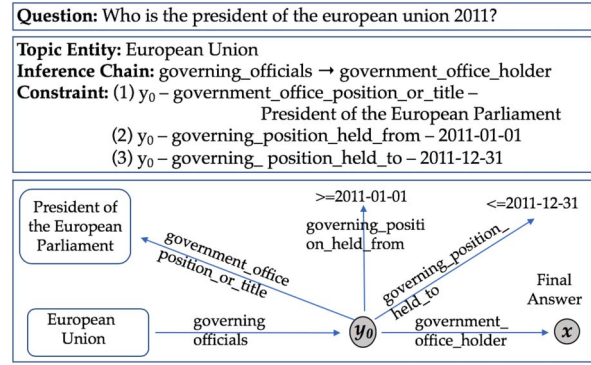 Question: Who is the president of the european union 2011?
Topic Entity: European Union
Inference Chain: governing_officials → government_office_holder
Constraint: (1) y₀ – government_office_position_or_title –
President of the European Parliament
(2) y₀ – governing_position_held_from – 2011-01-01
(3) y₀ – governing_ position_held_to – 2011-12-31
President of
the European
Parliament
>=2011-01-01
<=2011-12-31
governing_positi
on_held_from
government_office
position_or_title
governing_position_
held_to
Final
Answer
European
Union
governing
officials
y₀
government_
office_holder
x